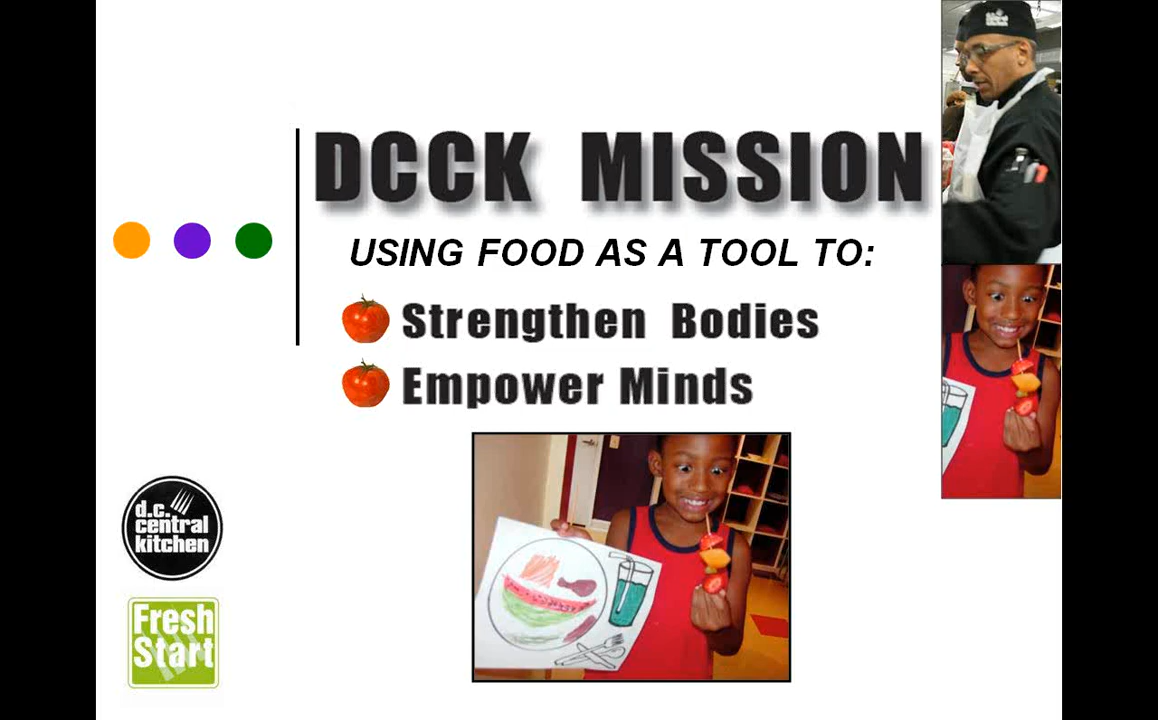 DCCK MISSION
USING FOOD AS A TOOL TO:
Strengthen Bodies
Empower Minds
d.c.
central
kitchen
Fresh
Start